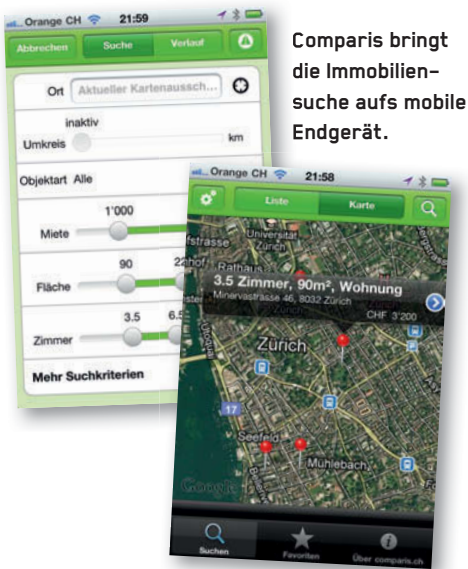 Orange CH 21:59
Abbrechen Suche Verlauf
Ort Aktueller Kartenaussch...
inaktiv
Umkreis km
Objektart Alle
1'000
Miete
90
Fläche
3.5 6.5
Zimmer
Mehr Suchkriterien
Comparis bringt
die Immobilien-
suche aufs mobile
Endgerät.
Orange CH 21:58
Liste Karte
Universität
Zürich
Rathaus
3.5 Zimmer, 90m², Wohnung
Minervastrasse 46, 8032 Zürich
CHF 3'200
Zürich
17
Seefeld
Mühlebach
Google
Suchen Favoriten Über comparis.ch